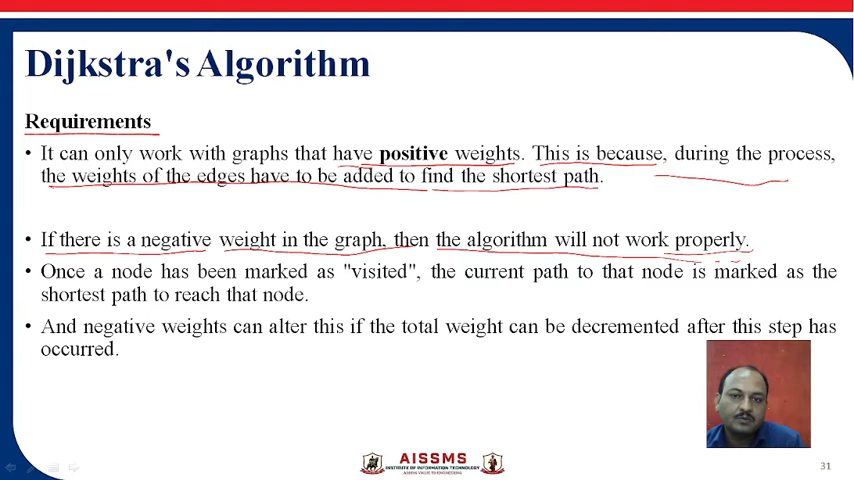 Dijkstra's Algorithm
Requirements
• It can only work with graphs that have positive weights. This is because, during the process,
the weights of the edges have to be added to find the shortest path.
• If there is a negative weight in the graph, then the algorithm will not work properly.
• Once a node has been marked as "visited", the current path to that node is marked as the
shortest path to reach that node.
• And negative weights can alter this if the total weight can be decremented after this step has
occurred.
AISSMS
INSTITUTE OF INFORMATION TECHNOLOGY
ADDING VALUE TO ENGINEERING
31